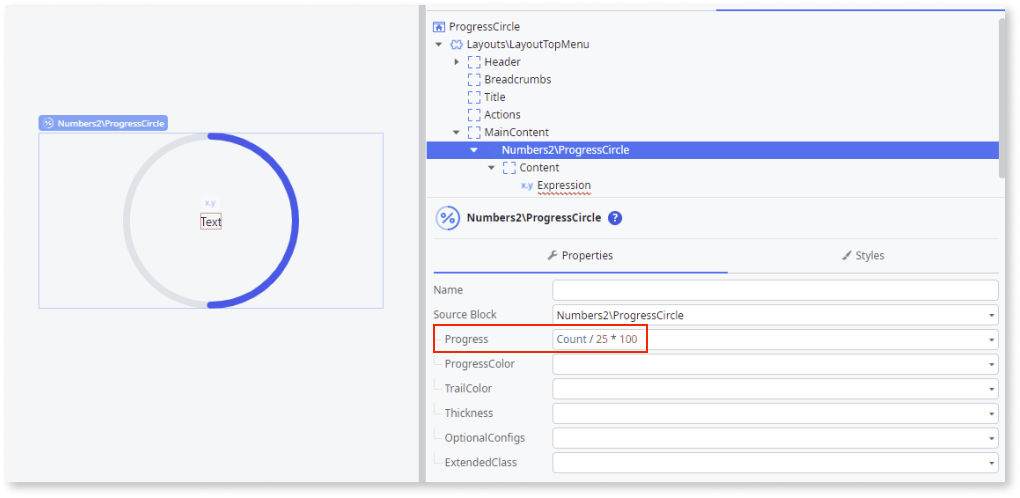 Numbers2\ProgressCircle
x.y
Text
ProgressCircle
Layouts\LayoutTopMenu
Header
Breadcrumbs
Title
Actions
MainContent
Numbers2\ProgressCircle
Content
x.y Expression
% Numbers2\ProgressCircle ?
Properties Styles
Name
Source Block Numbers2\ProgressCircle
Progress Count / 25 * 100
ProgressColor
TrailColor
Thickness
OptionalConfigs
ExtendedClass